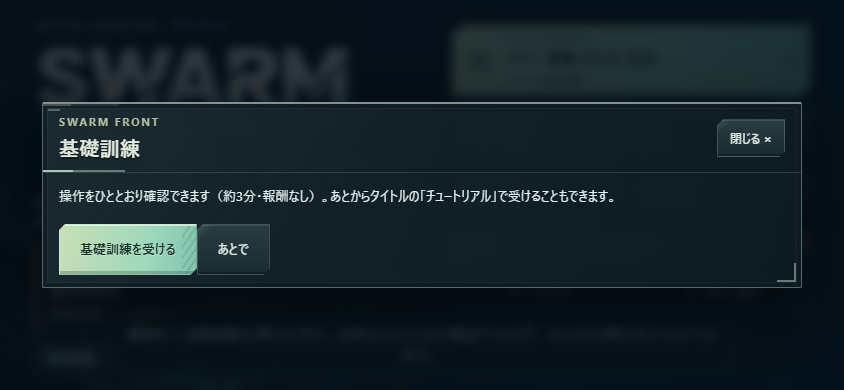 SWARM
SWARM FRONT
基礎訓練
閉じる ×
操作をひととおり確認できます（約3分・報酬なし）。あとからタイトルの「チュートリアル」で受けることもできます。
基礎訓練を受ける
あとで